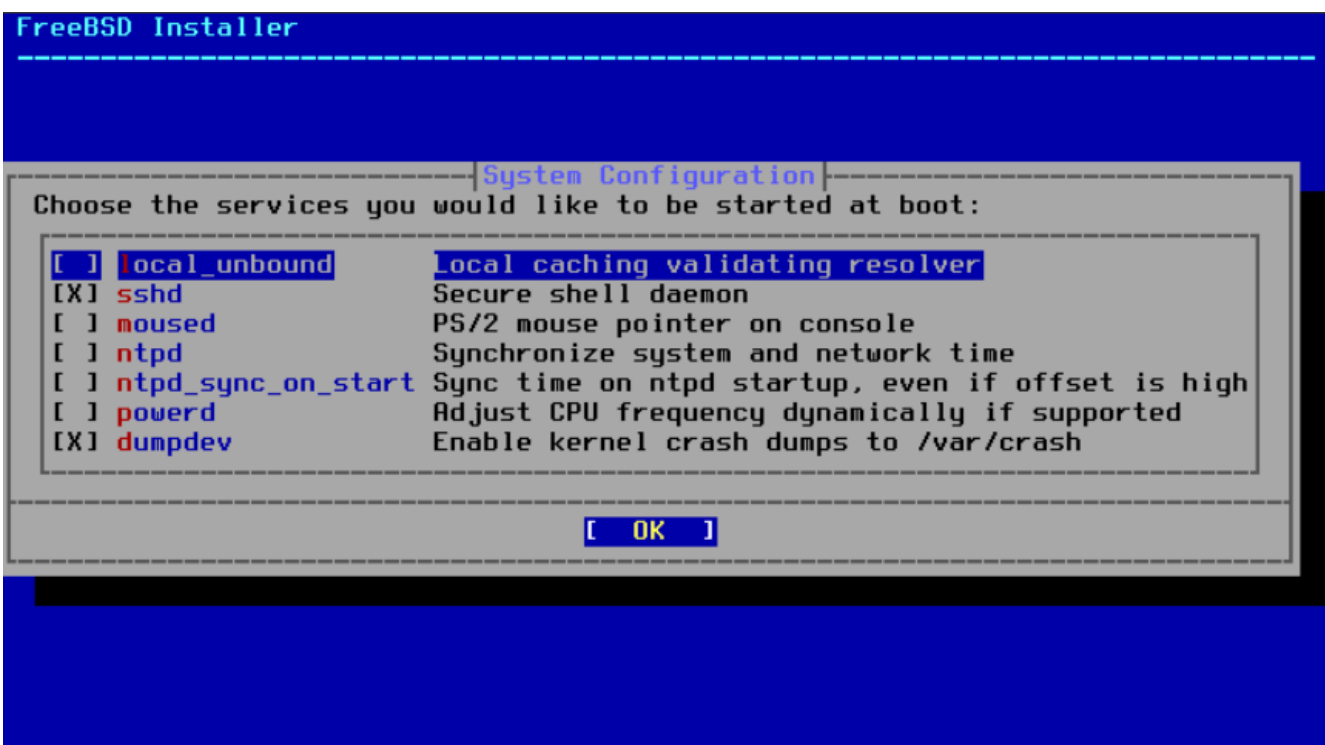 FreeBSD Installer
System Configuration
Choose the services you would like to be started at boot:
[ ] local_unbound Local caching validating resolver
[X] sshd Secure shell daemon
[ ] moused PS/2 mouse pointer on console
[ ] ntpd Synchronize system and network time
[ ] ntpd_sync_on_start Sync time on ntpd startup, even if offset is high
[ ] powerd Adjust CPU frequency dynamically if supported
[X] dumpdev Enable kernel crash dumps to /var/crash
[ OK ]